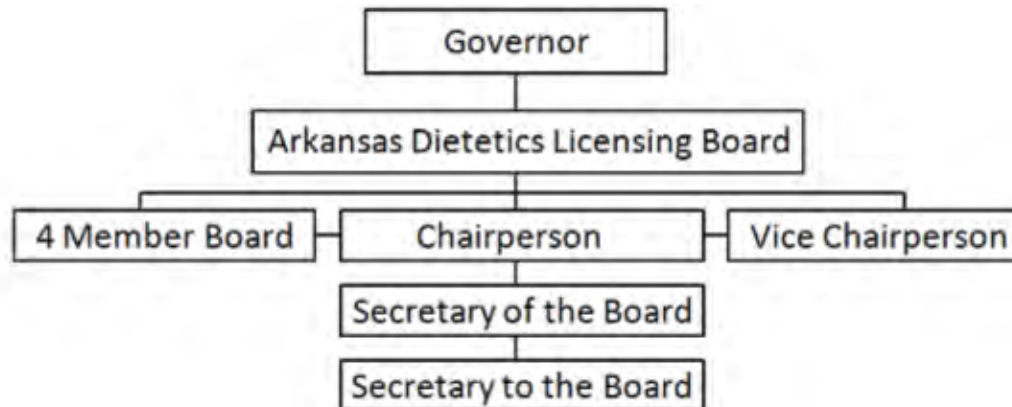 Governor
Arkansas Dietetics Licensing Board
4 Member Board
Chairperson
Vice Chairperson
Secretary of the Board
Secretary to the Board